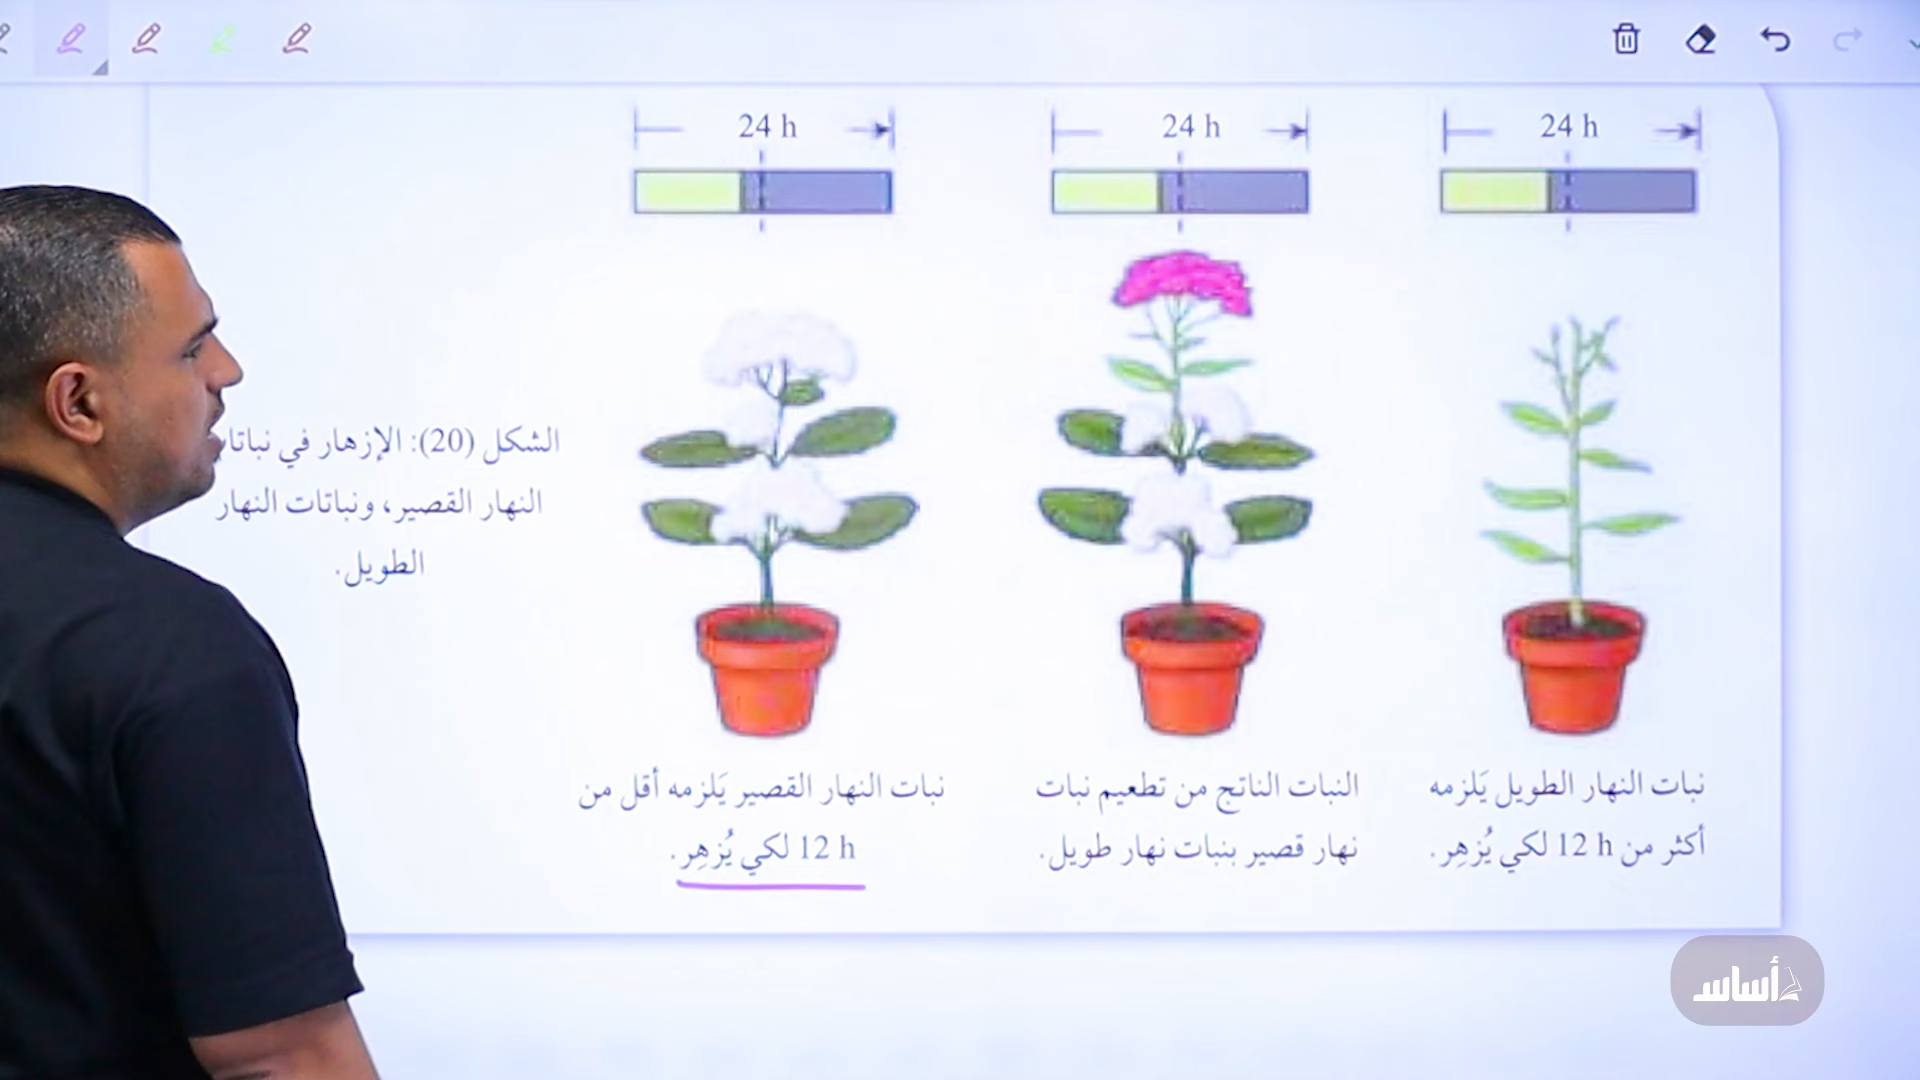 24 h
24 h
24 h
الشكل (20): الإزهار في
النهار القصير، ونباتات النهار
الطويل.
نبات النهار الطويل يَلزمه
أكثر من 12 h لكي يُزهِر.
النبات الناتج من تطعيم نبات
نهار قصير بنبات نهار طويل.
نبات النهار القصير يَلزمه أقل من
12 h لكي يُزهِر.
أساس